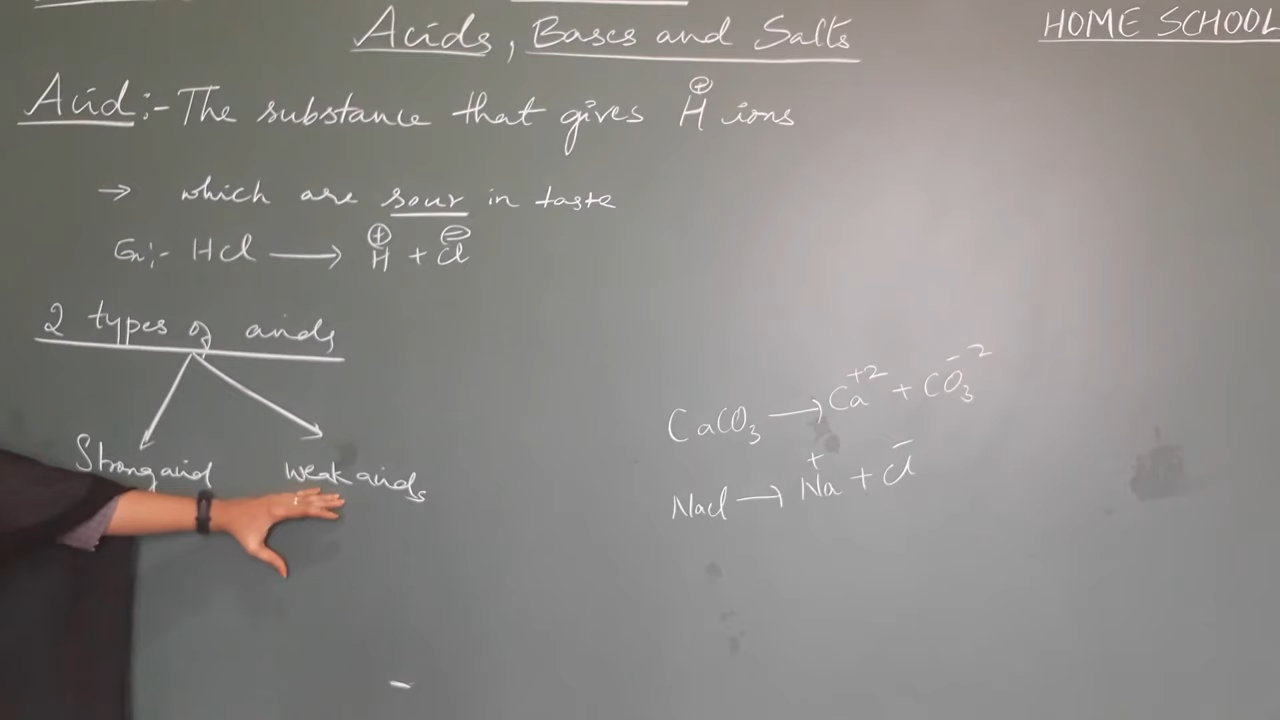 Acids, Bases and Salts
HOME SCHOOL
Acid :- The substance that gives H⊕ ions
→ which are sour in taste
Ex:- HCl ⟶ H⊕ + Cl⊖
2 types of acids
Strong acid
weak acids
CaCO₃ ⟶ Ca⁺² + CO₃⁻²
Nacl ⟶ Na⁺ + Cl⁻